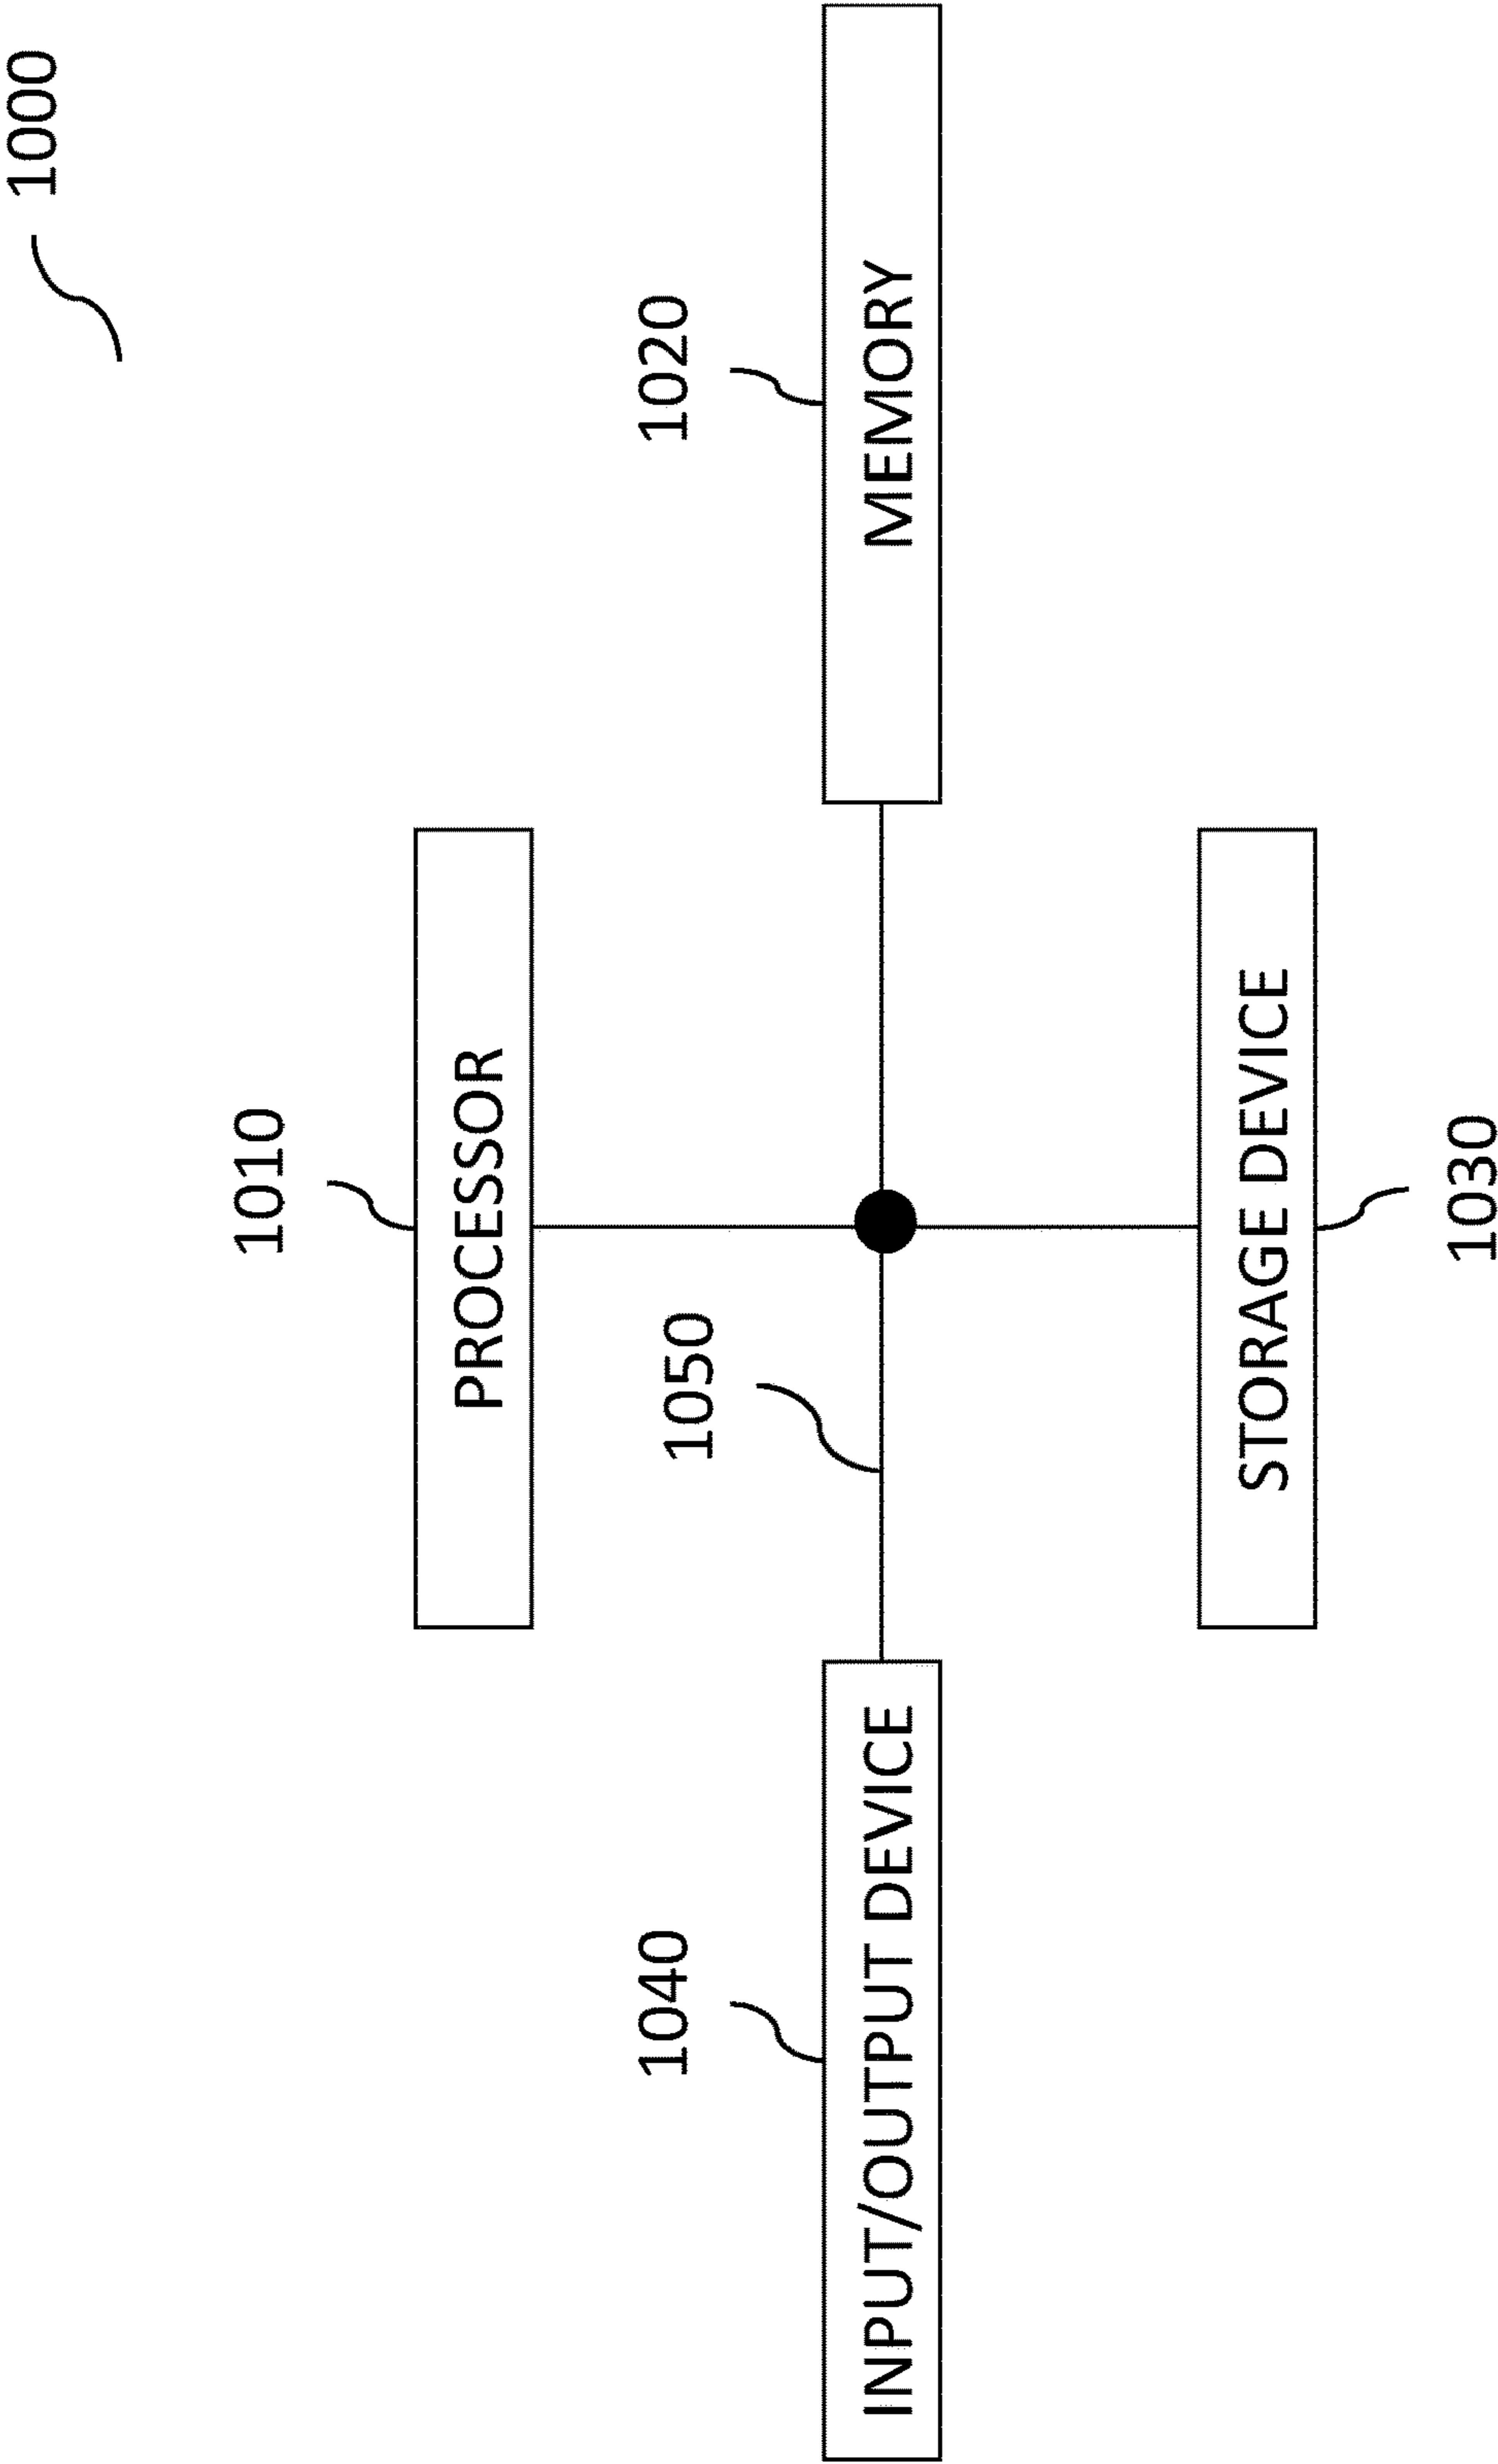 1000
1010
PROCESSOR
1040
1050
1020
INPUT/OUTPUT DEVICE
MEMORY
STORAGE DEVICE
1030